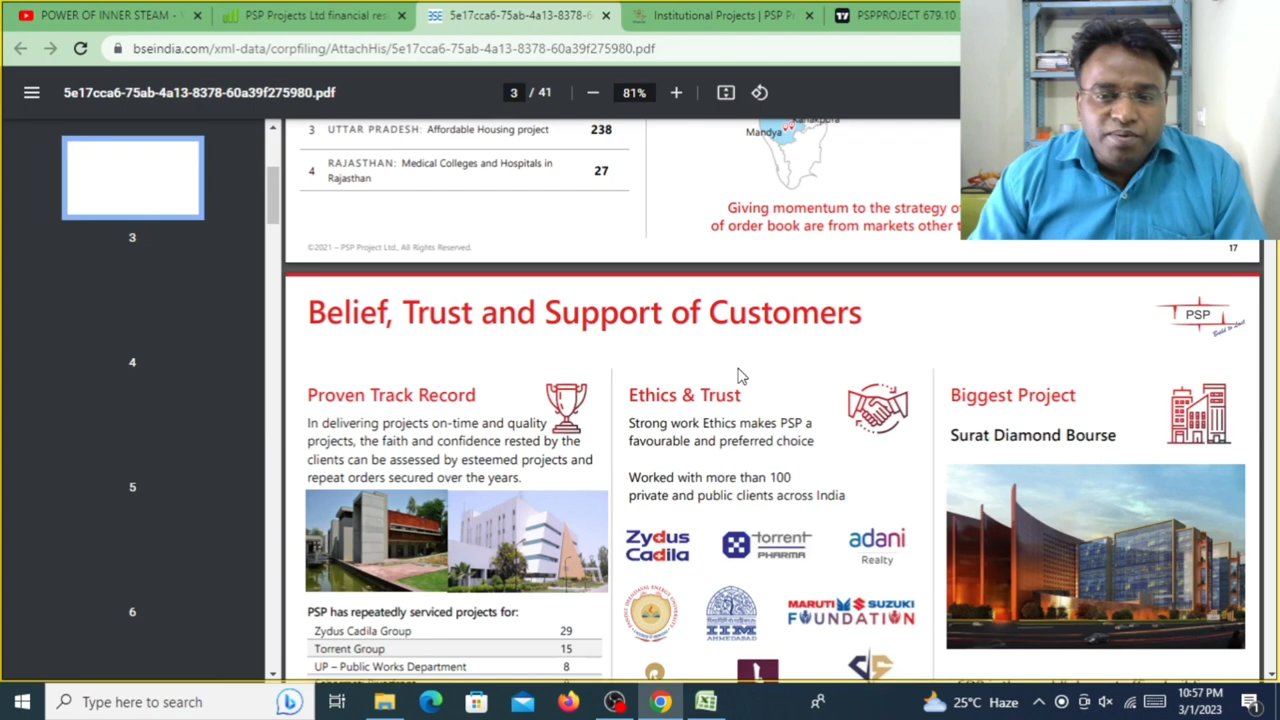 POWER OF INNER STEAM -
PSP Projects Ltd financial res
5e17cca6-75ab-4a13-8378-6
Institutional Projects | PSP P
PSPPROJECT 679.10
bseindia.com/xml-data/corpfiling/AttachHis/5e17cca6-75ab-4a13-8378-60a39f275980.pdf
5e17cca6-75ab-4a13-8378-60a39f275980.pdf
3 / 41
81%
3
4
5
6
3 UTTAR PRADESH: Affordable Housing project 238
4 RAJASTHAN: Medical Colleges and Hospitals in Rajasthan 27
Kanakpura
Mandya
Giving momentum to the strategy o
of order book are from markets other t
©2021 – PSP Project Ltd., All Rights Reserved.
17
Belief, Trust and Support of Customers
PSP
Build to Last
Proven Track Record
In delivering projects on-time and quality
projects, the faith and confidence rested by the
clients can be assessed by esteemed projects and
repeat orders secured over the years.
PSP has repeatedly serviced projects for:
Zydus Cadila Group 29
Torrent Group 15
UP – Public Works Department 8
Ethics & Trust
Strong work Ethics makes PSP a
favourable and preferred choice
Worked with more than 100
private and public clients across India
Zydus
Cadila
torrent
PHARMA
adani
Realty
IIM
AHMEDABAD
MARUTI SUZUKI
FOUNDATION
Biggest Project
Surat Diamond Bourse
Type here to search
25°C Haze
10:57 PM
3/1/2023
1